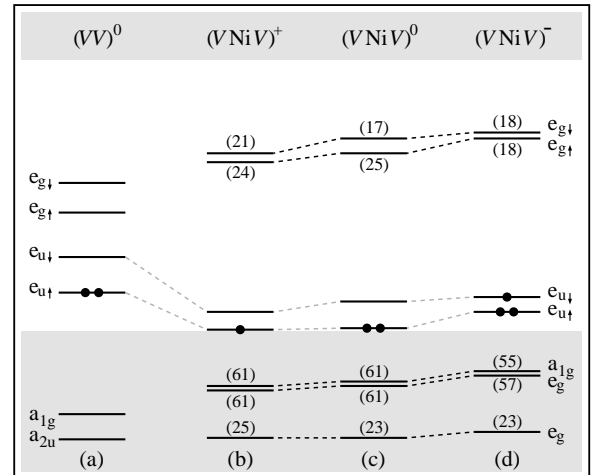 (VV)⁰ (VNiV)⁺ (VNiV)⁰ (VNiV)⁻
(21) (17) (18) e_g↓
(24) (25) (18) e_g↑
e_g↓
e_g↑
e_u↓
e_u↑ e_u↓
e_u↑
(61) (61) (55) a_1g
(61) (61) (57) e_g
a_1g
(25) (23) (23) e_g
a_2u
(a) (b) (c) (d)